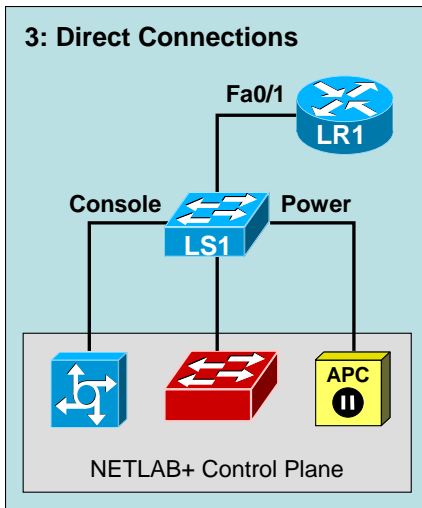 3: Direct Connections
Fa0/1
LR1
Console
Power
LS1
APC
NETLAB+ Control Plane